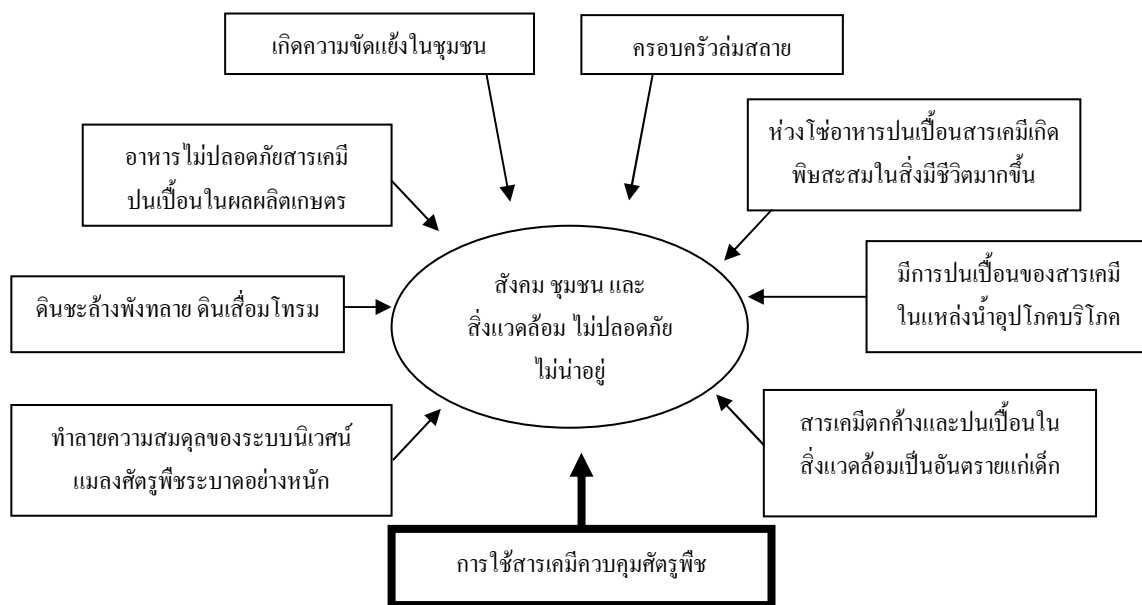 เกิดความขัดแย้งในชุมชน
ครอบครัวล่มสลาย
ห่วงโซ่อาหารปนเปื้อนสารเคมีเกิด
พิษสะสมในสิ่งมีชีวิตมากขึ้น
อาหารไม่ปลอดภัยสารเคมี
ปนเปื้อนในผลผลิตเกษตร
มีการปนเปื้อนของสารเคมี
ในแหล่งน้ำอุปโภคบริโภค
ดินชะล้างพังทลาย ดินเสื่อมโทรม
สังคม ชุมชน และ
สิ่งแวดล้อม ไม่ปลอดภัย
ไม่น่าอยู่
สารเคมีตกค้างและปนเปื้อนใน
สิ่งแวดล้อมเป็นอันตรายแก่เด็ก
ทำลายความสมดุลของระบบนิเวศน์
แมลงศัตรูพืชระบาดอย่างหนัก
การใช้สารเคมีควบคุมศัตรูพืช